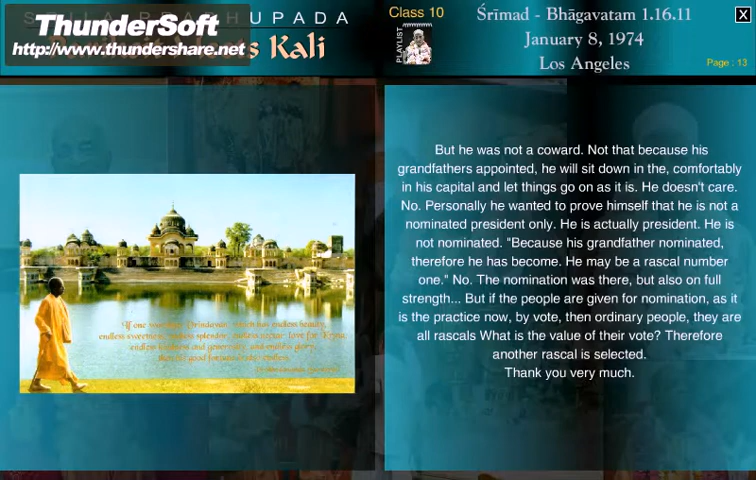 ThunderSoft
http://www.thundershare.net
HUPADA
Kali
Class 10
PLAYLIST
Śrīmad - Bhāgavatam 1.16.11
January 8, 1974
Los Angeles
X
Page : 13
But he was not a coward. Not that because his
grandfathers appointed, he will sit down in the, comfortably
in his capital and let things go on as it is. He doesn't care.
No. Personally he wanted to prove himself that he is not a
nominated president only. He is actually president. He is
not nominated. "Because his grandfather nominated,
therefore he has become. He may be a rascal number
one." No. The nomination was there, but also on full
strength... But if the people are given for nomination, as it
is the practice now, by vote, then ordinary people, they are
all rascals What is the value of their vote? Therefore
another rascal is selected.
Thank you very much.
endless beauty,